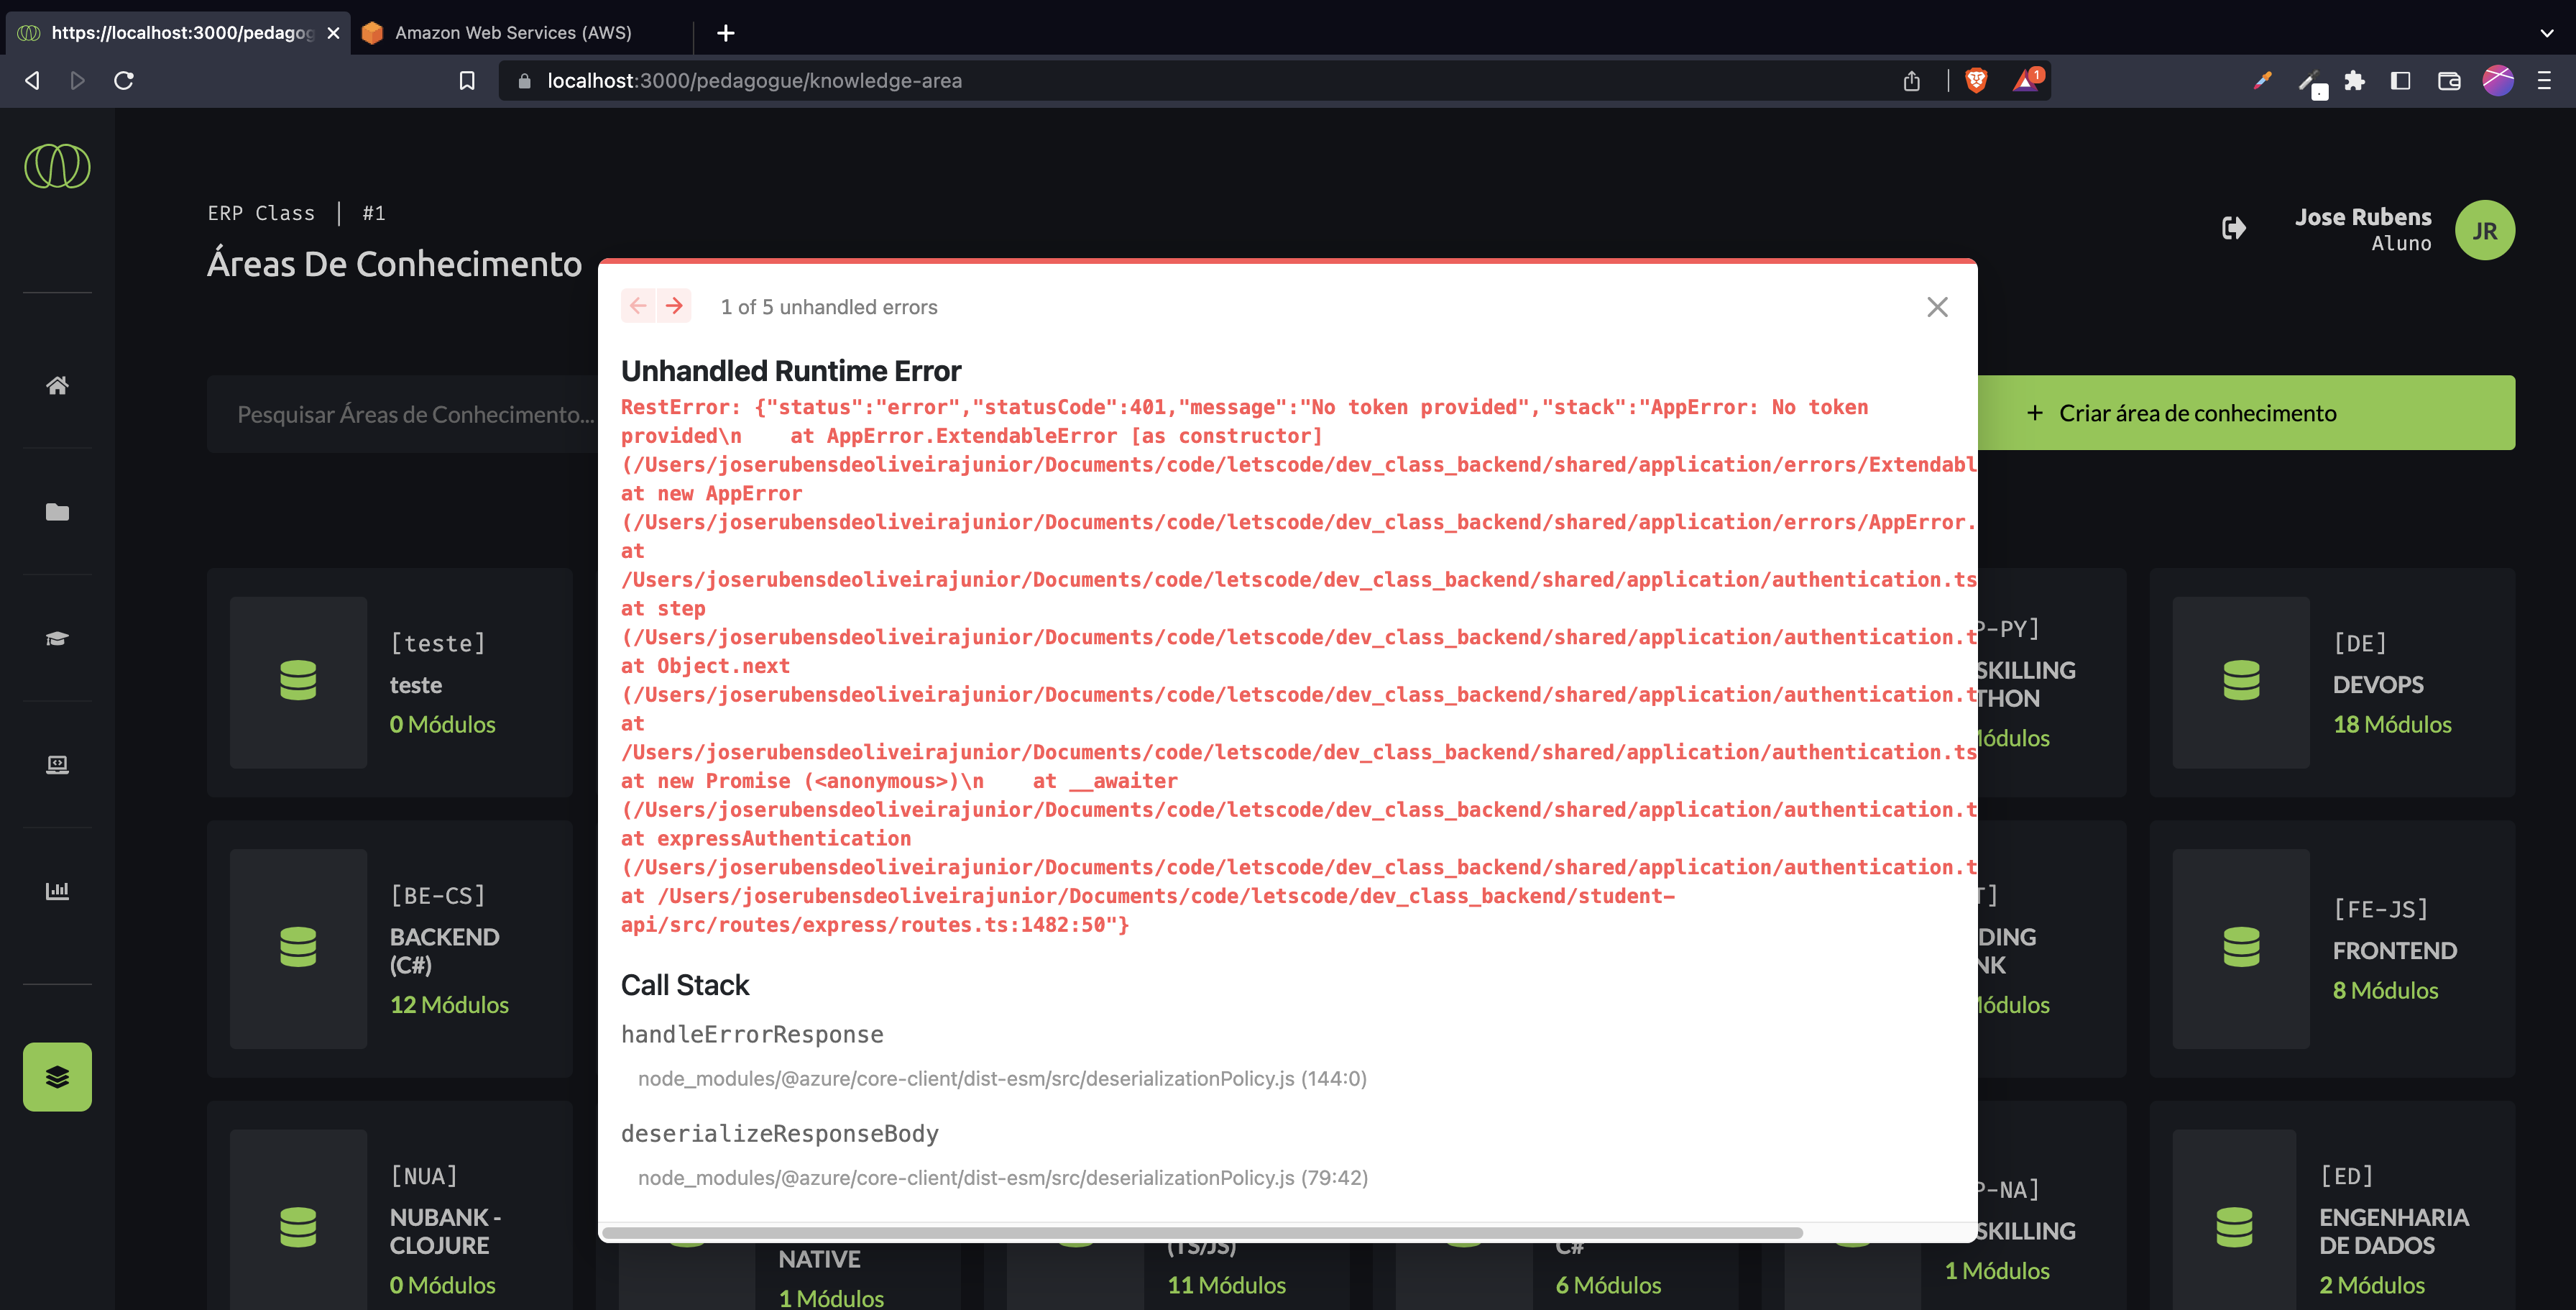 https://localhost:3000/pedagog
Amazon Web Services (AWS)
localhost:3000/pedagogue/knowledge-area
1
ERP Class | #1
Áreas De Conhecimento
Jose Rubens
Aluno
JR
Pesquisar Áreas de Conhecimento...
+ Criar área de conhecimento
1 of 5 unhandled errors
Unhandled Runtime Error
RestError: {"status":"error","statusCode":401,"message":"No token provided","stack":"AppError: No token
provided\n    at AppError.ExtendableError [as constructor]
(/Users/joserubensdeoliveirajunior/Documents/code/letscode/dev_class_backend/shared/application/errors/Extendabl
at new AppError
(/Users/joserubensdeoliveirajunior/Documents/code/letscode/dev_class_backend/shared/application/errors/AppError.
at
/Users/joserubensdeoliveirajunior/Documents/code/letscode/dev_class_backend/shared/application/authentication.ts
at step
(/Users/joserubensdeoliveirajunior/Documents/code/letscode/dev_class_backend/shared/application/authentication.t
at Object.next
(/Users/joserubensdeoliveirajunior/Documents/code/letscode/dev_class_backend/shared/application/authentication.t
at
/Users/joserubensdeoliveirajunior/Documents/code/letscode/dev_class_backend/shared/application/authentication.ts
at new Promise (<anonymous>)\n    at __awaiter
(/Users/joserubensdeoliveirajunior/Documents/code/letscode/dev_class_backend/shared/application/authentication.t
at expressAuthentication
(/Users/joserubensdeoliveirajunior/Documents/code/letscode/dev_class_backend/shared/application/authentication.t
at /Users/joserubensdeoliveirajunior/Documents/code/letscode/dev_class_backend/student-
api/src/routes/express/routes.ts:1482:50"}
Call Stack
handleErrorResponse
node_modules/@azure/core-client/dist-esm/src/deserializationPolicy.js (144:0)
deserializeResponseBody
node_modules/@azure/core-client/dist-esm/src/deserializationPolicy.js (79:42)
[teste]
teste
0 Módulos
P-PY]
SKILLING
THON
Módulos
[DE]
DEVOPS
18 Módulos
[BE-CS]
BACKEND
(C#)
12 Módulos
T]
DING
NK
Módulos
[FE-JS]
FRONTEND
8 Módulos
[NUA]
NUBANK -
CLOJURE
0 Módulos
NATIVE
1 Módulos
(TS/JS)
11 Módulos
C#
6 Módulos
P-NA]
SKILLING
1 Módulos
[ED]
ENGENHARIA
DE DADOS
2 Módulos